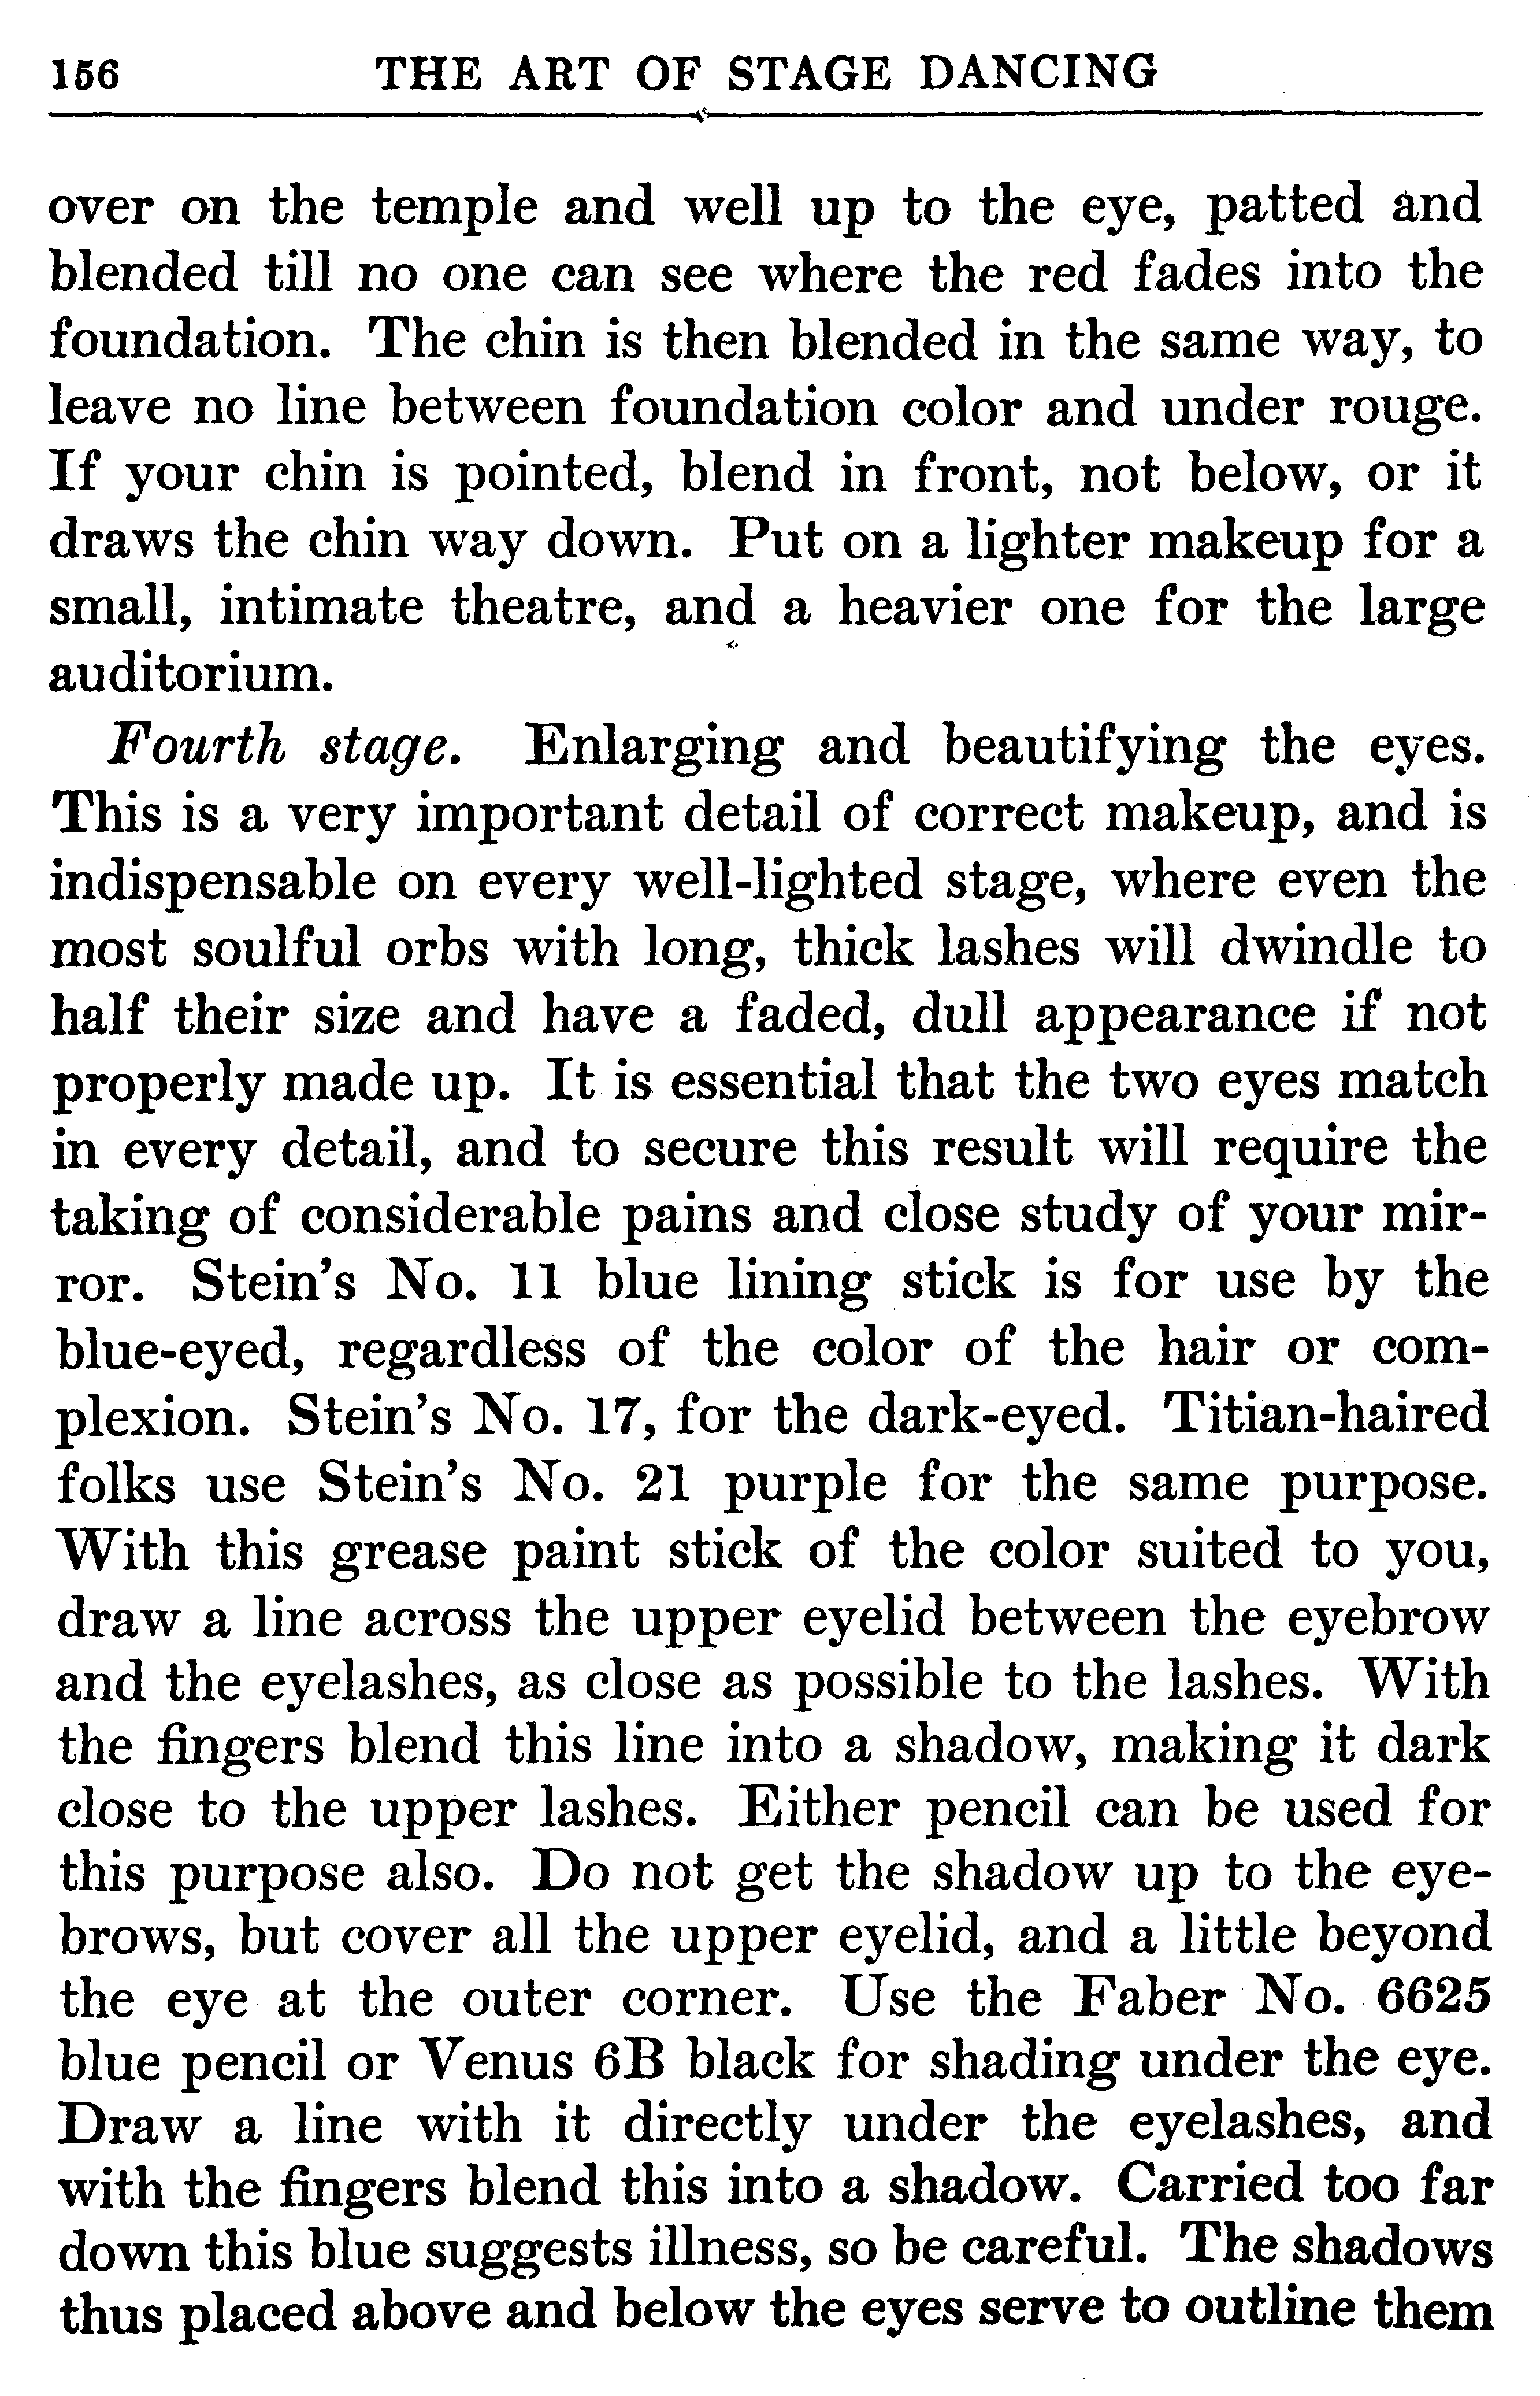 156 THE ART OF STAGE DANCING
over on the temple and well up to the eye, patted and
blended till no one can see where the red fades into the
foundation. The chin is then blended in the same way, to
leave no line between foundation color and under rouge.
If your chin is pointed, blend in front, not below, or it
draws the chin way down. Put on a lighter makeup for a
small, intimate theatre, and a heavier one for the large
auditorium.
Fourth stage. Enlarging and beautifying the eyes.
This is a very important detail of correct makeup, and is
indispensable on every well-lighted stage, where even the
most soulful orbs with long, thick lashes will dwindle to
half their size and have a faded, dull appearance if not
properly made up. It is essential that the two eyes match
in every detail, and to secure this result will require the
taking of considerable pains and close study of your mir-
ror. Stein's No. 11 blue lining stick is for use by the
blue-eyed, regardless of the color of the hair or com-
plexion. Stein's No. 17, for the dark-eyed. Titian-haired
folks use Stein's No. 21 purple for the same purpose.
With this grease paint stick of the color suited to you,
draw a line across the upper eyelid between the eyebrow
and the eyelashes, as close as possible to the lashes. With
the fingers blend this line into a shadow, making it dark
close to the upper lashes. Either pencil can be used for
this purpose also. Do not get the shadow up to the eye-
brows, but cover all the upper eyelid, and a little beyond
the eye at the outer corner. Use the Faber No. 6625
blue pencil or Venus 6B black for shading under the eye.
Draw a line with it directly under the eyelashes, and
with the fingers blend this into a shadow. Carried too far
down this blue suggests illness, so be careful. The shadows
thus placed above and below the eyes serve to outline them